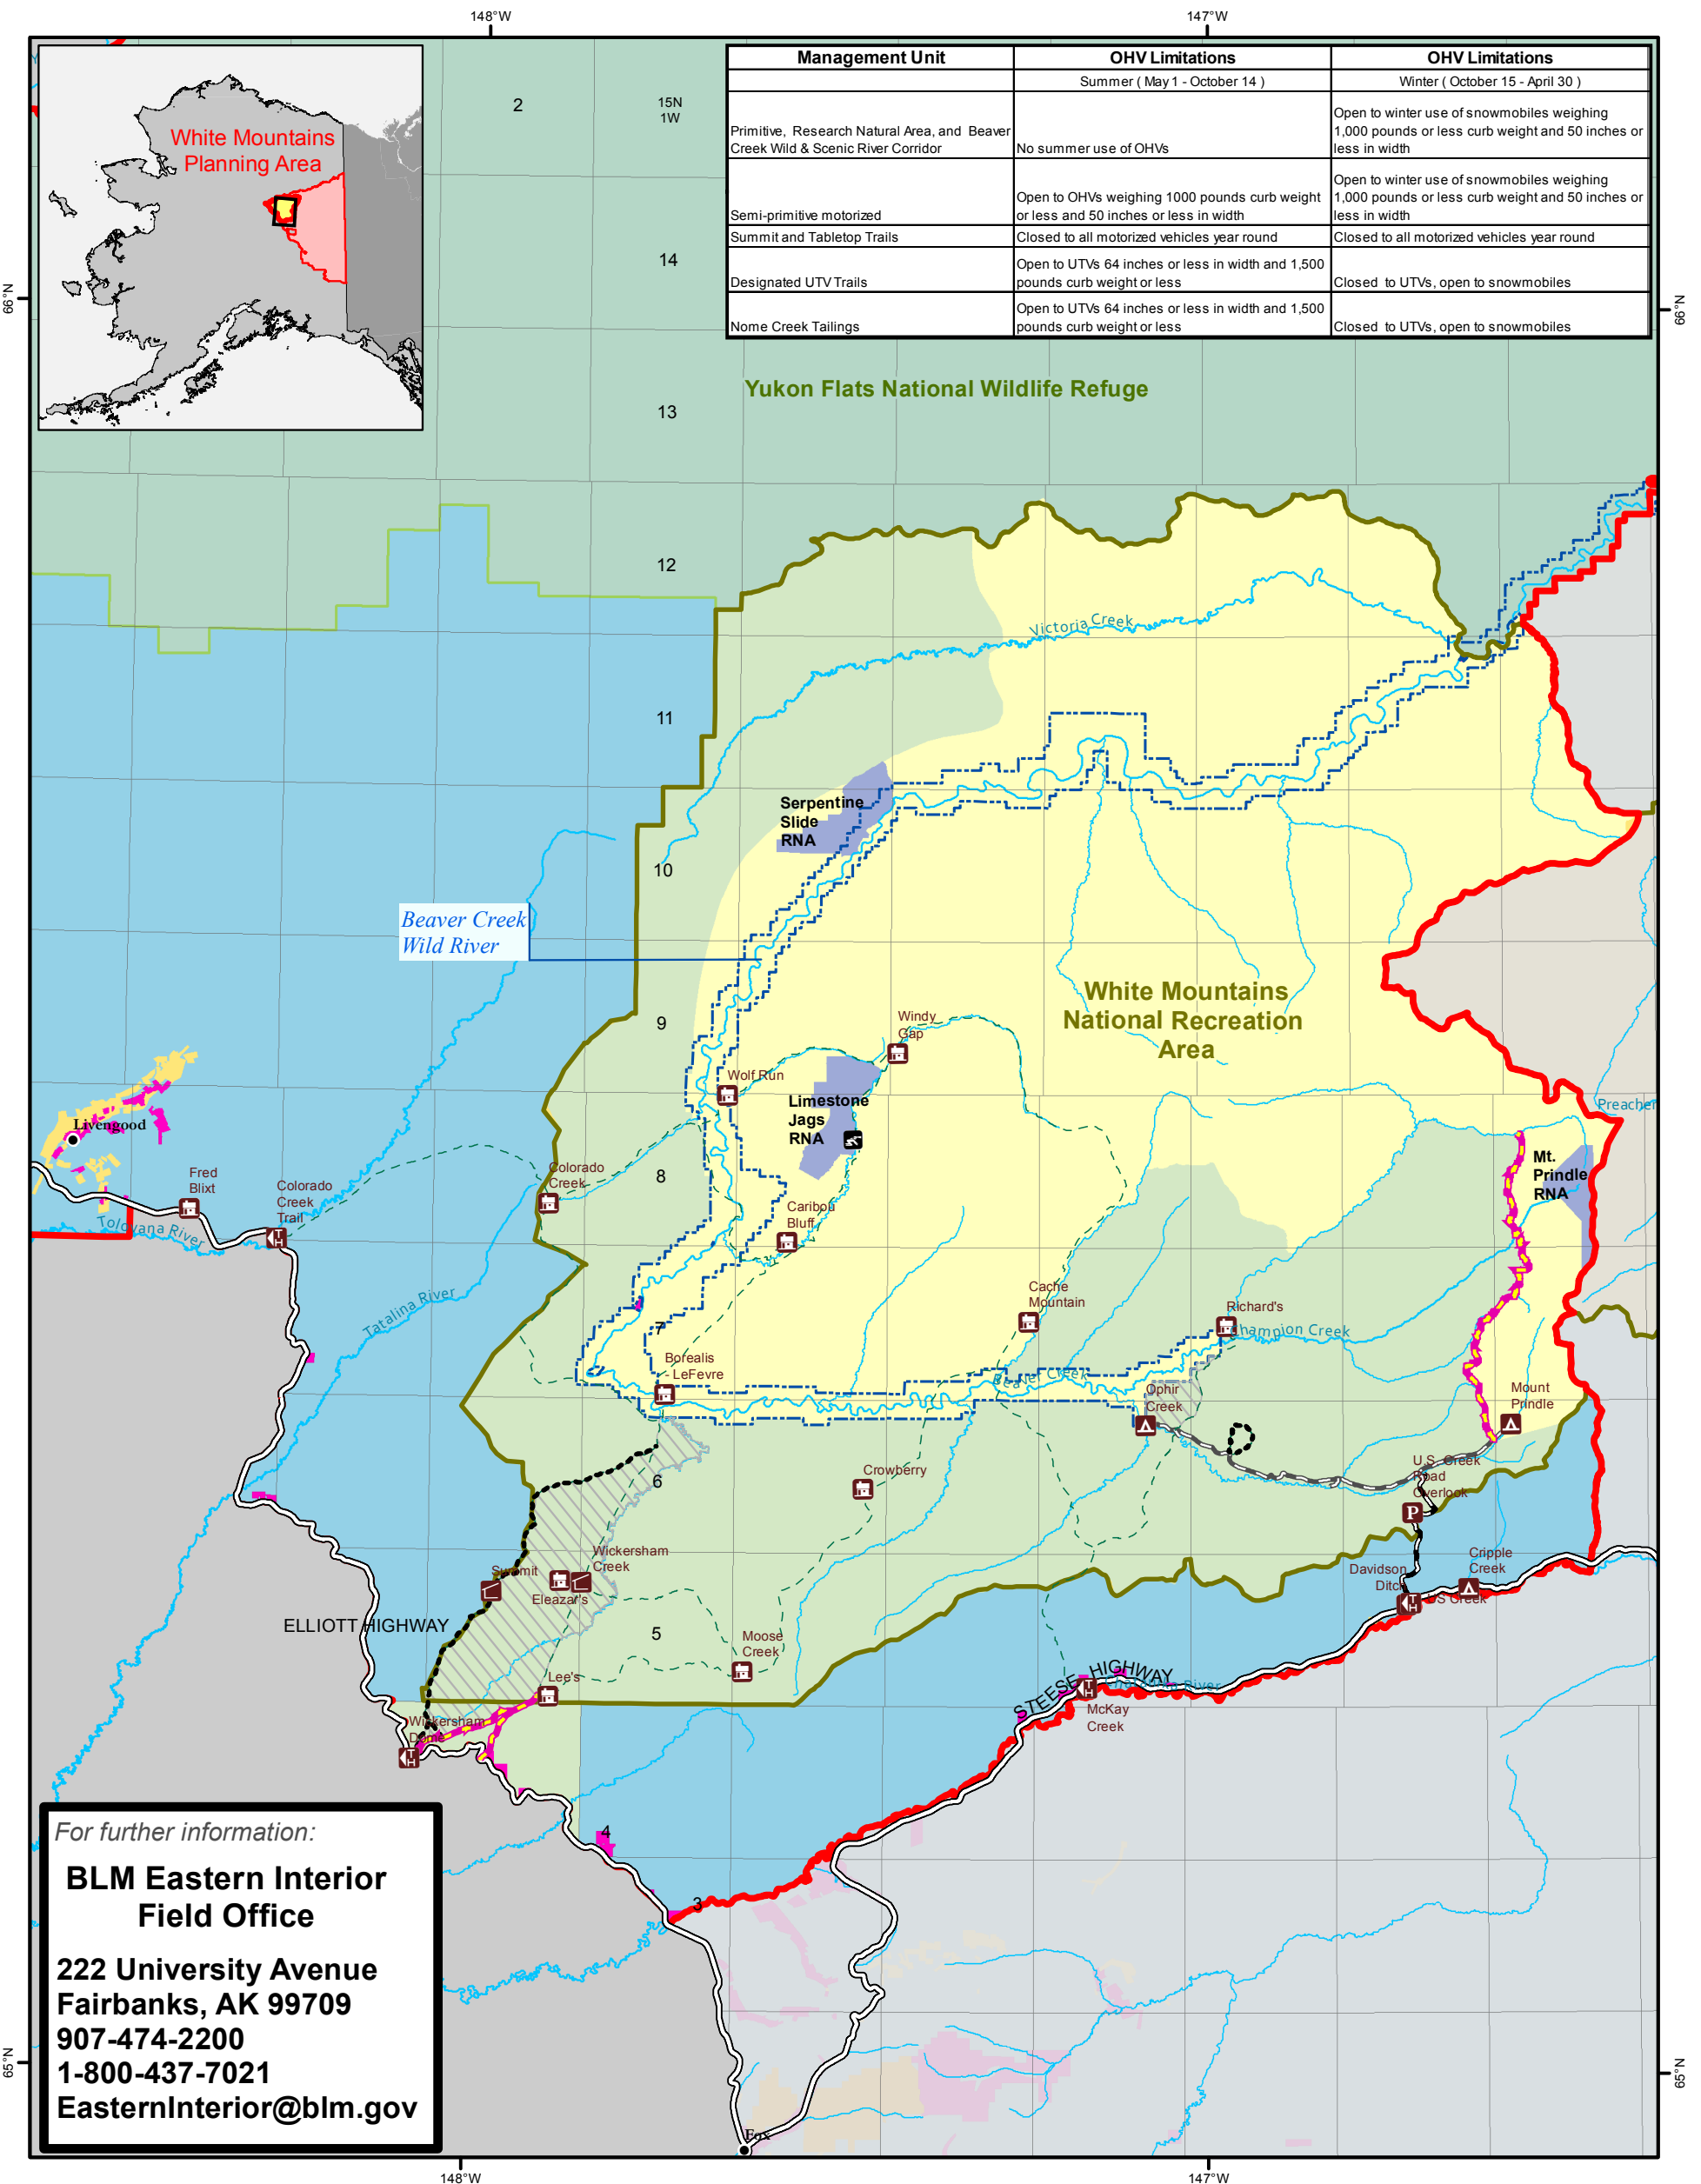 148°W
147°W
White Mountains
Planning Area
Management Unit
OHV Limitations
OHV Limitations
Summer ( May 1 - October 14 )
Winter ( October 15 - April 30 )
Primitive, Research Natural Area, and Beaver
Creek Wild & Scenic River Corridor
No summer use of OHVs
Open to winter use of snowmobiles weighing
1,000 pounds or less curb weight and 50 inches or
less in width
Semi-primitive motorized
Open to OHVs weighing 1000 pounds curb weight
or less and 50 inches or less in width
Open to winter use of snowmobiles weighing
1,000 pounds or less curb weight and 50 inches or
less in width
Summit and Tabletop Trails
Closed to all motorized vehicles year round
Closed to all motorized vehicles year round
Designated UTV Trails
Open to UTVs 64 inches or less in width and 1,500
pounds curb weight or less
Closed to UTVs, open to snowmobiles
Nome Creek Tailings
Open to UTVs 64 inches or less in width and 1,500
pounds curb weight or less
Closed to UTVs, open to snowmobiles
2
15N
1W
14
66°N
66°N
13
Yukon Flats National Wildlife Refuge
12
Victoria Creek
11
Serpentine
Slide
RNA
10
Beaver Creek
Wild River
White Mountains
National Recreation
Area
9
Windy
Gap
Wolf Run
Limestone
Jags
RNA
Preacher
Livengood
Mt.
Prindle
RNA
8
Colorado
Creek
Fred
Blixt
Colorado
Creek
Trail
Caribou
Bluff
Tolovana River
Tatalina River
Cache
Mountain
Richard's
Champion Creek
7
Borealis
- LeFevre
Beaver Creek
Ophir
Creek
Mount
Prindle
U.S. Creek
Road
Overlook
Crowberry
6
Wickersham
Creek
Summit
Eleazar's
Davidson
Ditch
Cripple
Creek
US Creek
ELLIOTT HIGHWAY
5
Moose
Creek
Lee's
STEESE HIGHWAY
Chatanika River
McKay
Creek
Wickersham
Dome
4
3
Fox
For further information:
BLM Eastern Interior
Field Office
222 University Avenue
Fairbanks, AK 99709
907-474-2200
1-800-437-7021
EasternInterior@blm.gov
65°N
65°N
148°W
147°W